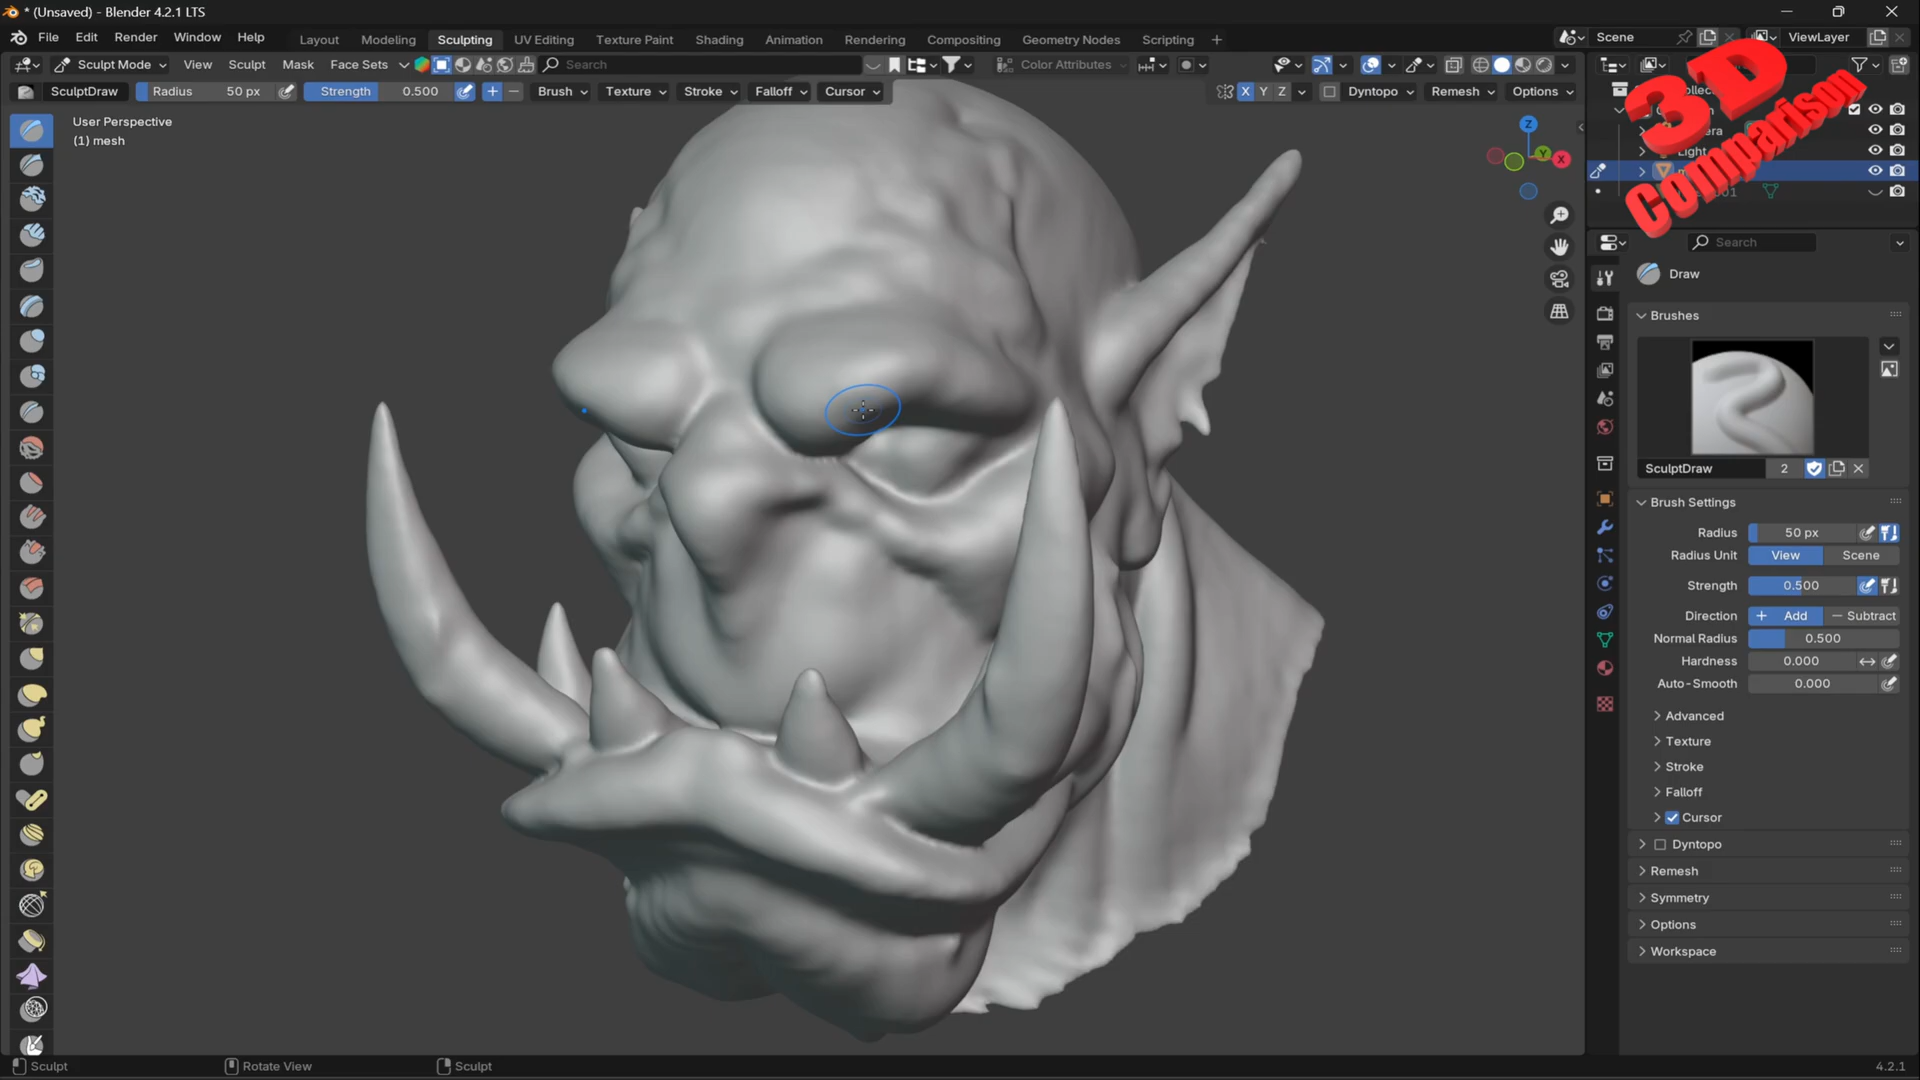 * (Unsaved) - Blender 4.2.1 LTS
File Edit Render Window Help
Layout Modeling Sculpting UV Editing Texture Paint Shading Animation Rendering Compositing Geometry Nodes Scripting +
Scene
ViewLayer
Sculpt Mode View Sculpt Mask Face Sets
Search
Color Attributes
SculptDraw
Radius 50 px
Strength 0.500
Brush Texture Stroke Falloff Cursor
X Y Z
Dyntopo Remesh Options
User Perspective
(1) mesh
Z
Y
X
3D
Comparison
Light
Search
Draw
Brushes
SculptDraw 2
Brush Settings
Radius 50 px
Radius Unit View Scene
Strength 0.500
Direction + Add − Subtract
Normal Radius 0.500
Hardness 0.000
Auto-Smooth 0.000
Advanced
Texture
Stroke
Falloff
Cursor
Dyntopo
Remesh
Symmetry
Options
Workspace
Sculpt
Rotate View
Sculpt
4.2.1